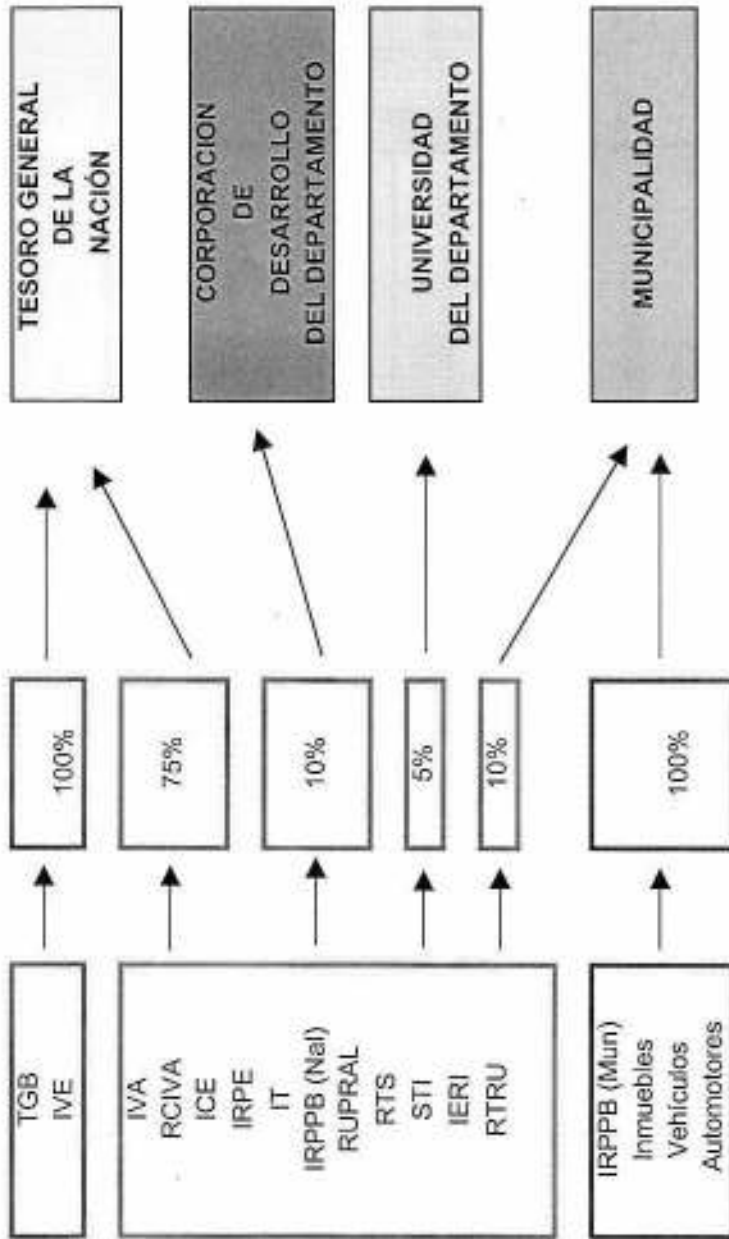 TGB
IVE
IVA
RCIVA
ICE
IRPE
IT
IRPPB (Nal)
RUPRAL
RTS
STI
IERI
RTRU
IRPPB (Mun)
Inmuebles
Vehículos
Automotores
100%
75%
10%
5%
10%
100%
TESORO GENERAL
DE LA
NACIÓN
CORPORACION
DE
DESARROLLO
DEL DEPARTAMENTO
UNIVERSIDAD
DEL DEPARTAMENTO
MUNICIPALIDAD